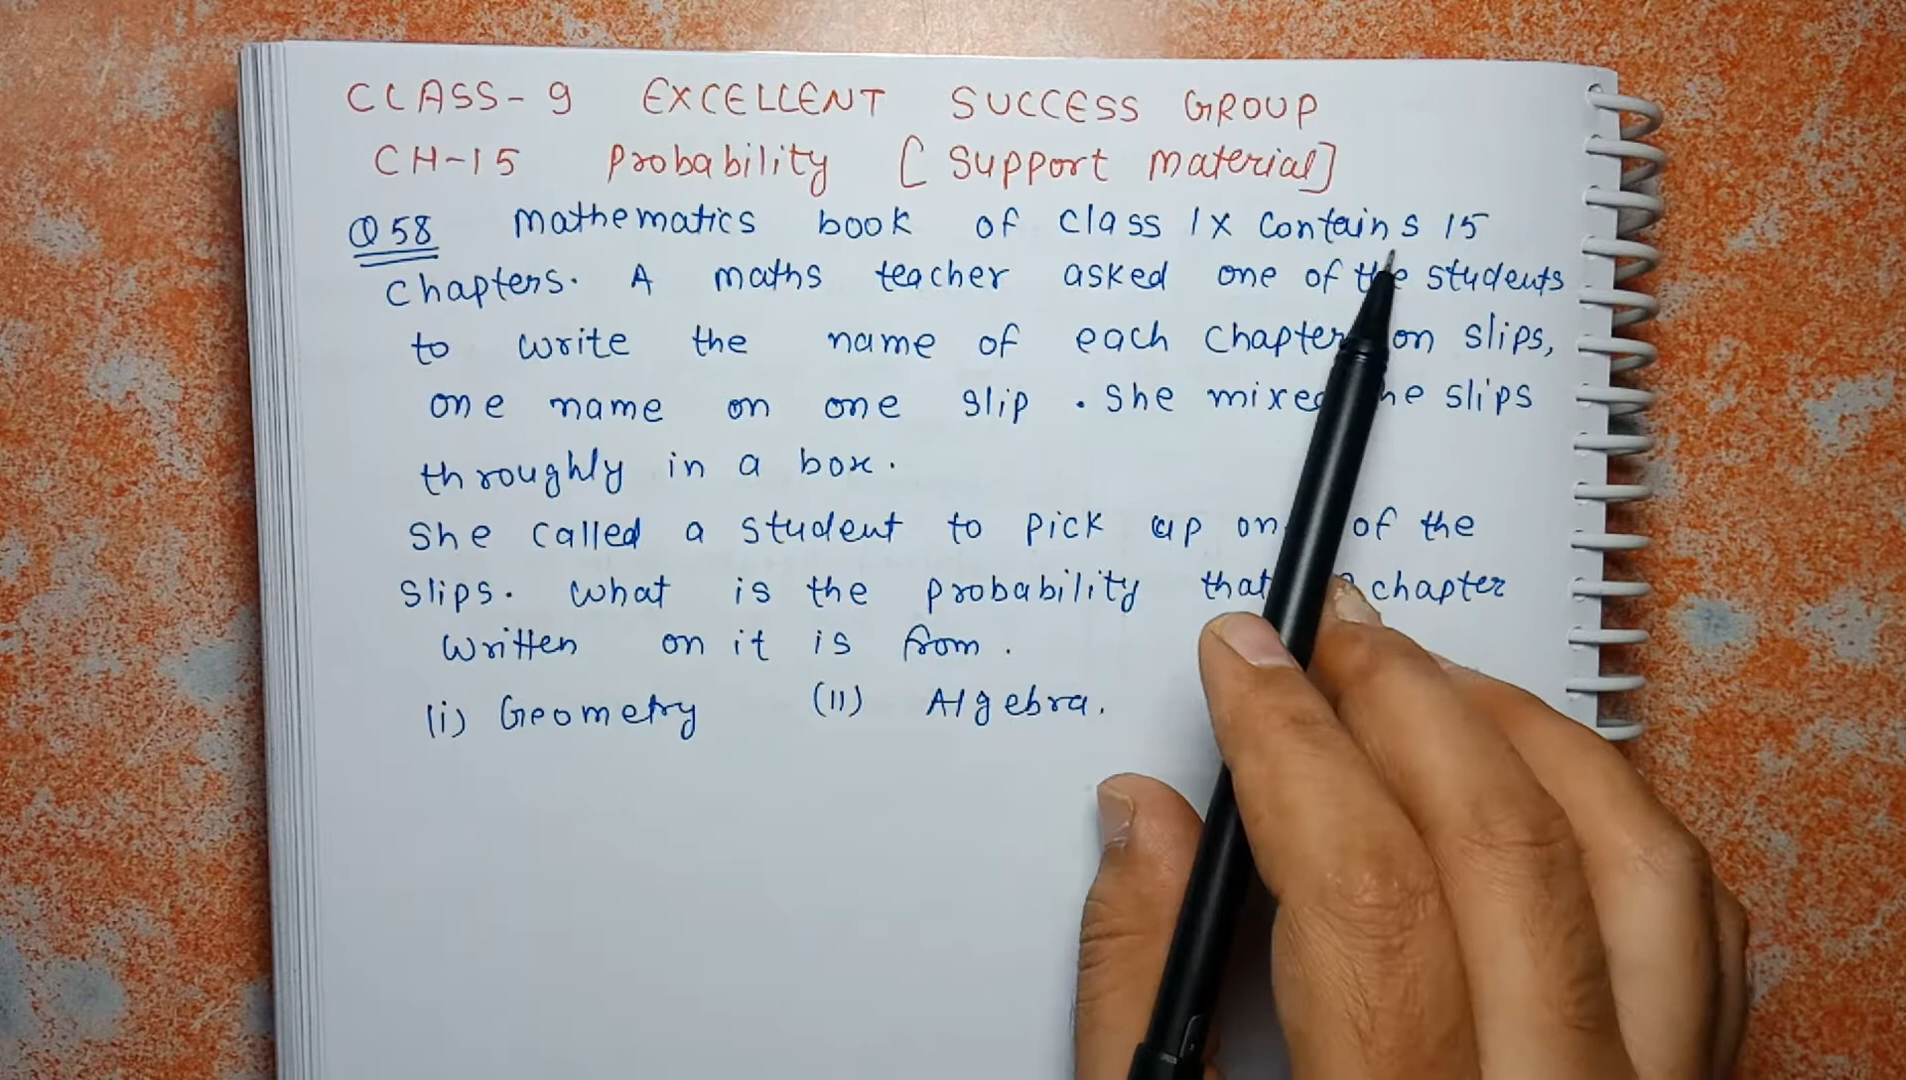 CLASS-9 EXCELLENT SUCCESS GROUP
CH-15 Probability [Support Material]
Q58 Mathematics book of class IX contains 15
chapters. A maths teacher asked one of the students
to write the name of each chapter on slips,
one name on one slip. She mixed he slips
throughly in a box.
She called a student to pick up on of the
slips. What is the probability that chapter
written on it is from.
(i) Geometry (II) Algebra.